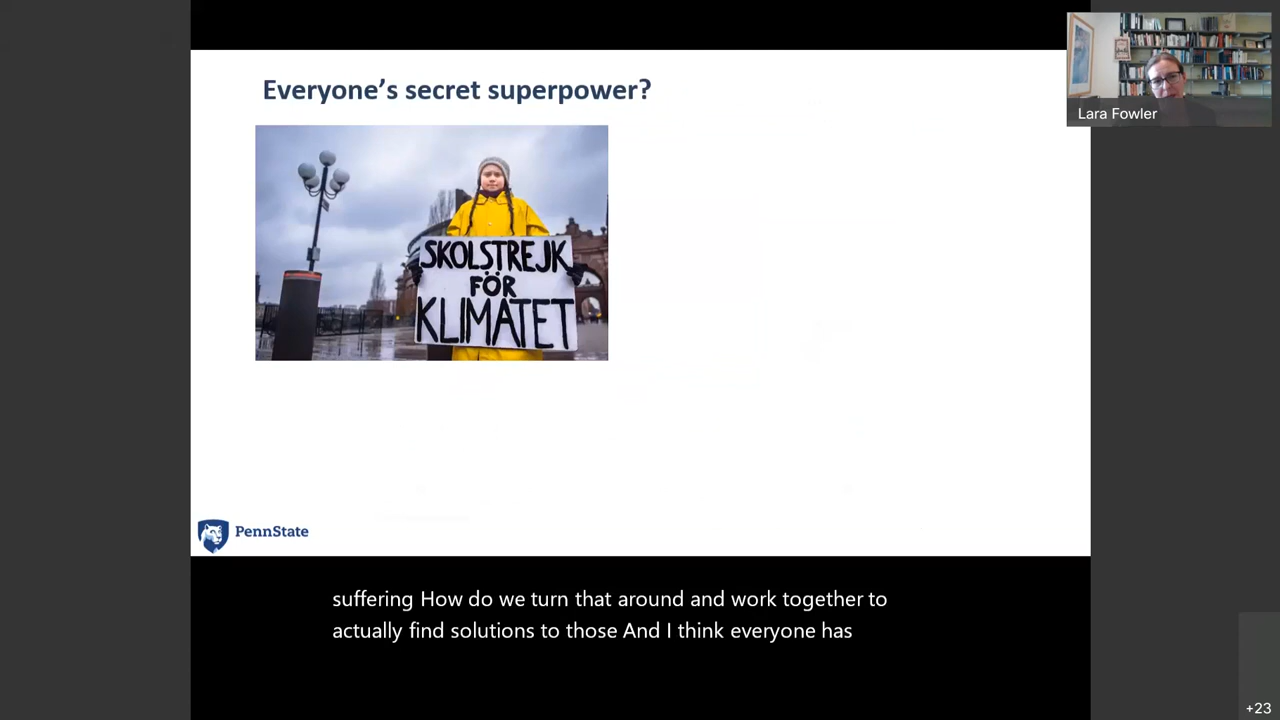 Everyone’s secret superpower?
Lara Fowler
SKOLSTREJK
FÖR
KLIMATET
PennState
suffering How do we turn that around and work together to
actually find solutions to those And I think everyone has
+23